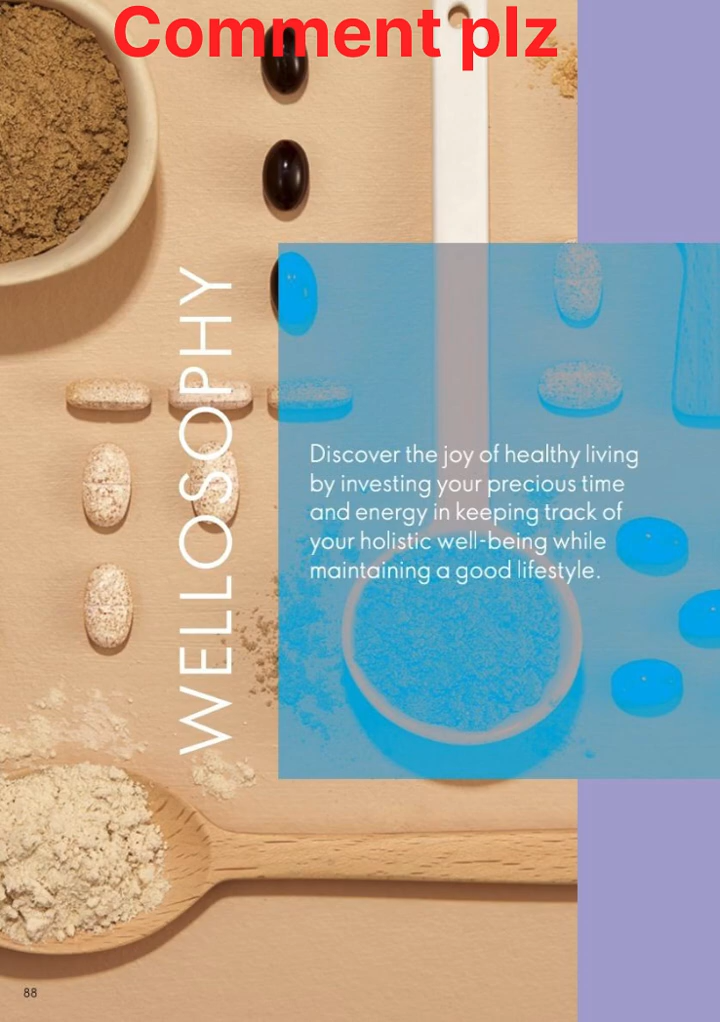 Comment plz
WELLOSOPHY
Discover the joy of healthy living
by investing your precious time
and energy in keeping track of
your holistic well-being while
maintaining a good lifestyle.
88